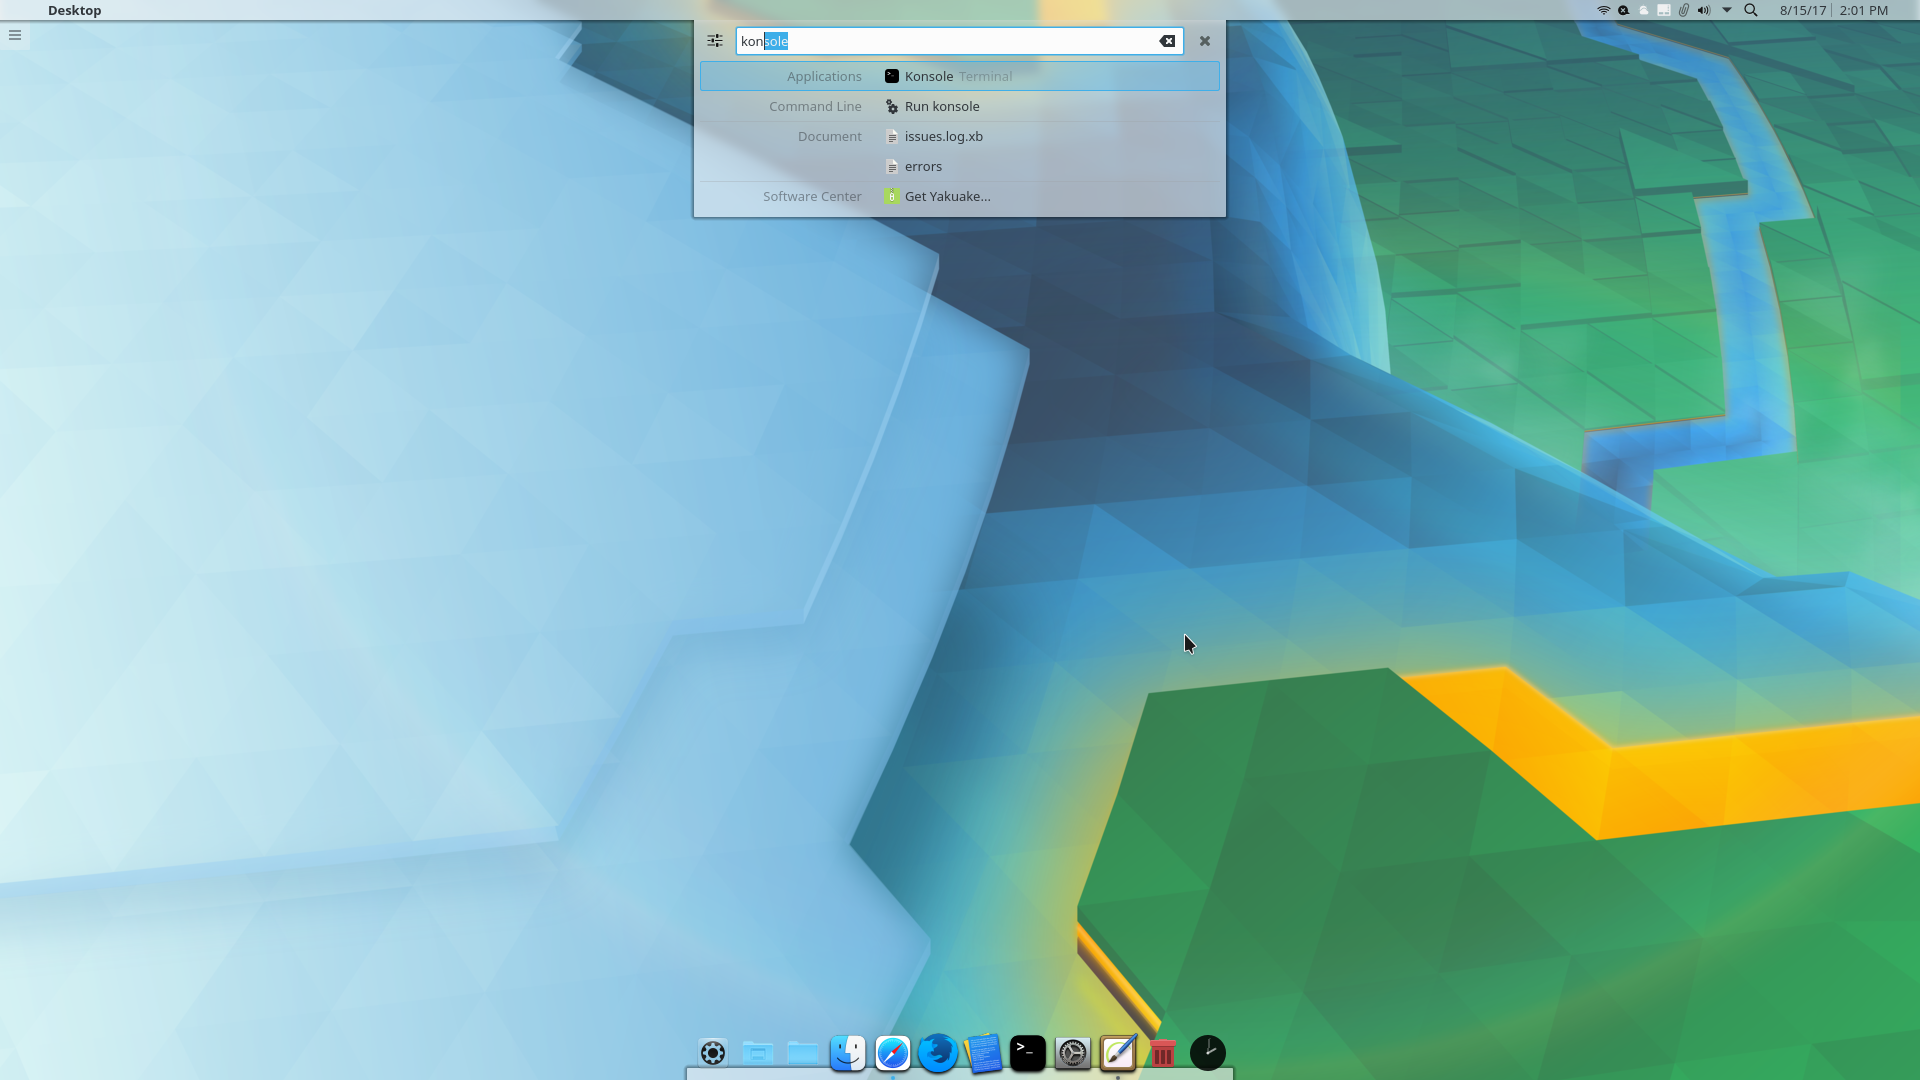 Desktop
8/15/17 2:01 PM
konsole
Applications Konsole Terminal
Command Line Run konsole
Document issues.log.xb
errors
Software Center Get Yakuake...
>_